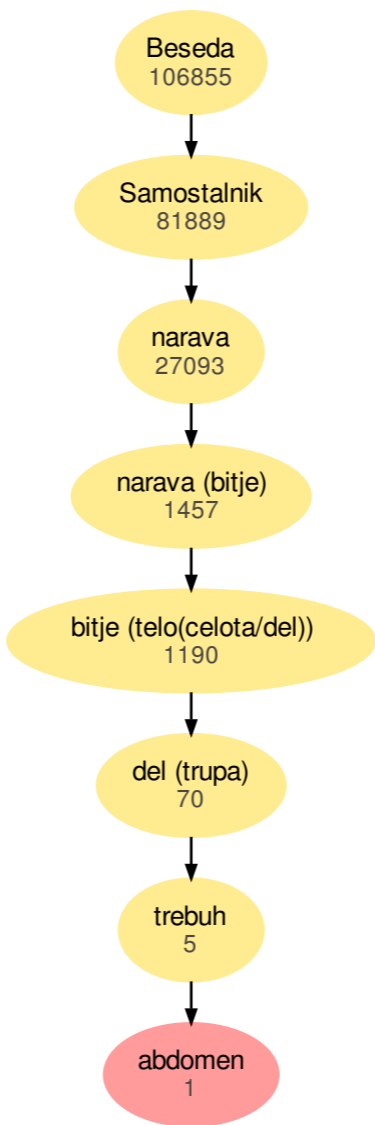 Beseda
106855
Samostalnik
81889
narava
27093
narava (bitje)
1457
bitje (telo(celota/del))
1190
del (trupa)
70
trebuh
5
abdomen
1